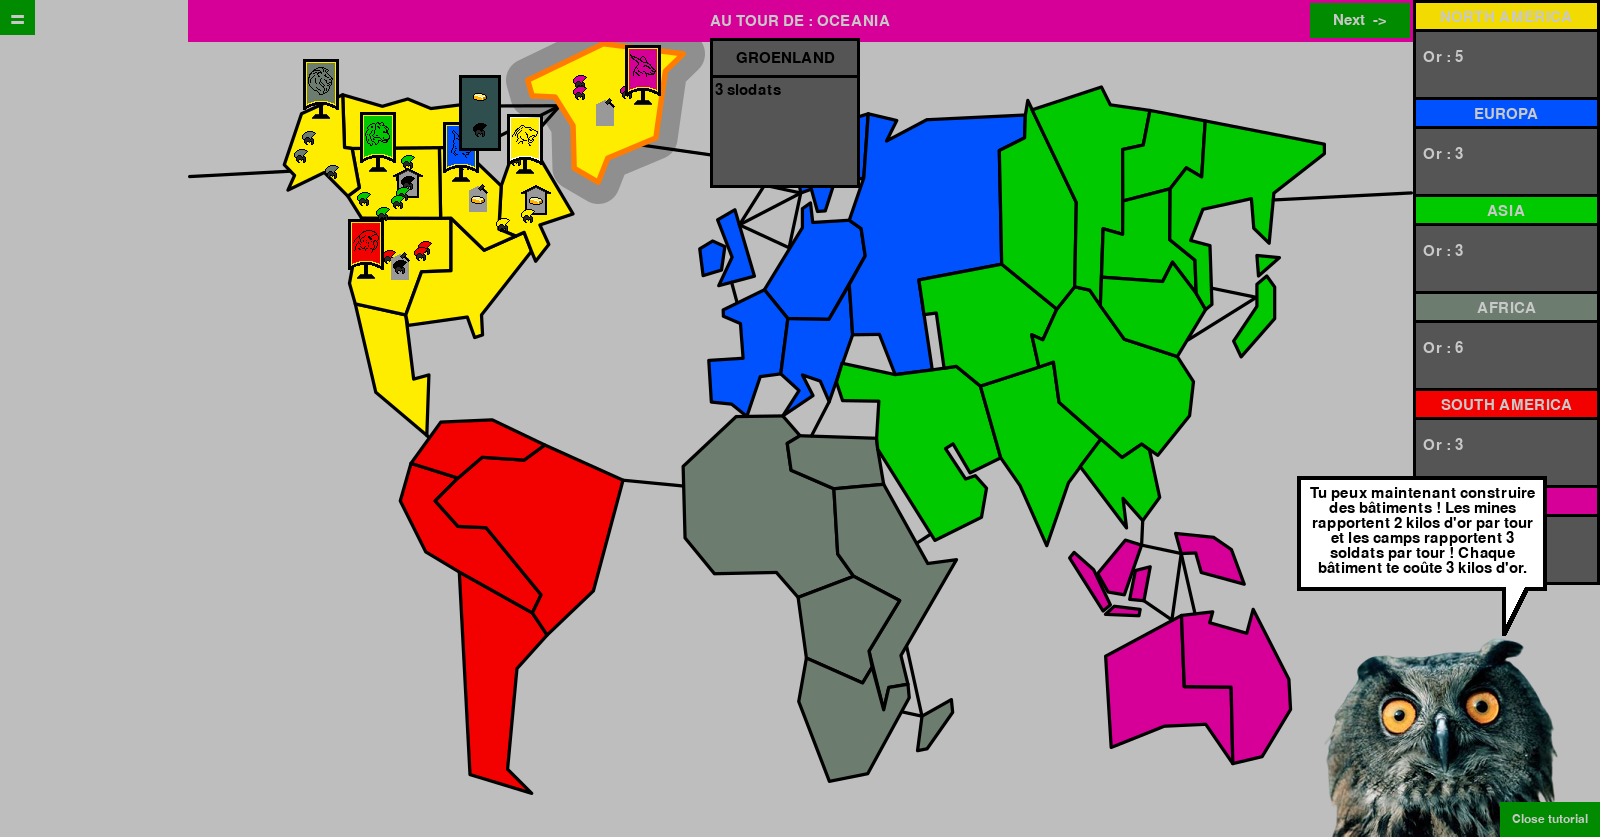 =
AU TOUR DE : OCEANIA
Next ->
NORTH AMERICA
Or : 5
EUROPA
Or : 3
ASIA
Or : 3
AFRICA
Or : 6
SOUTH AMERICA
Or : 3
GROENLAND
3 slodats
Tu peux maintenant construire
des bâtiments ! Les mines
rapportent 2 kilos d'or par tour
et les camps rapportent 3
soldats par tour ! Chaque
bâtiment te coûte 3 kilos d'or.
Close tutorial